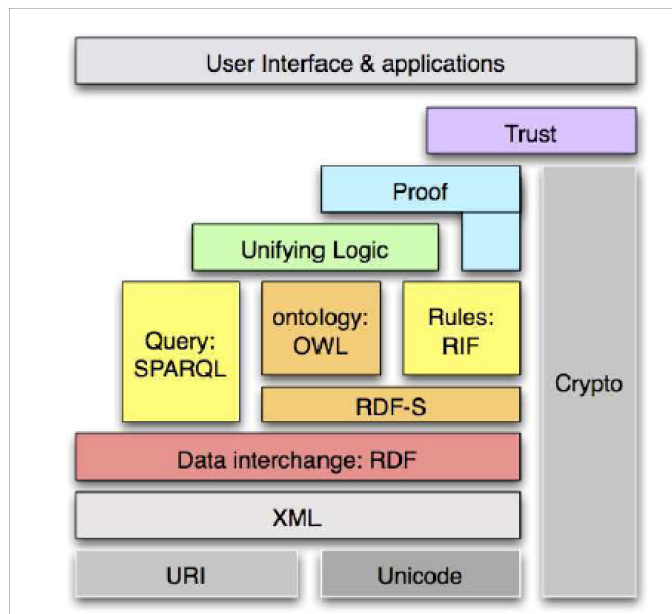 User Interface & applications
Trust
Proof
Unifying Logic
Query:
SPARQL
ontology:
OWL
Rules:
RIF
Crypto
RDF-S
Data interchange: RDF
XML
URI
Unicode